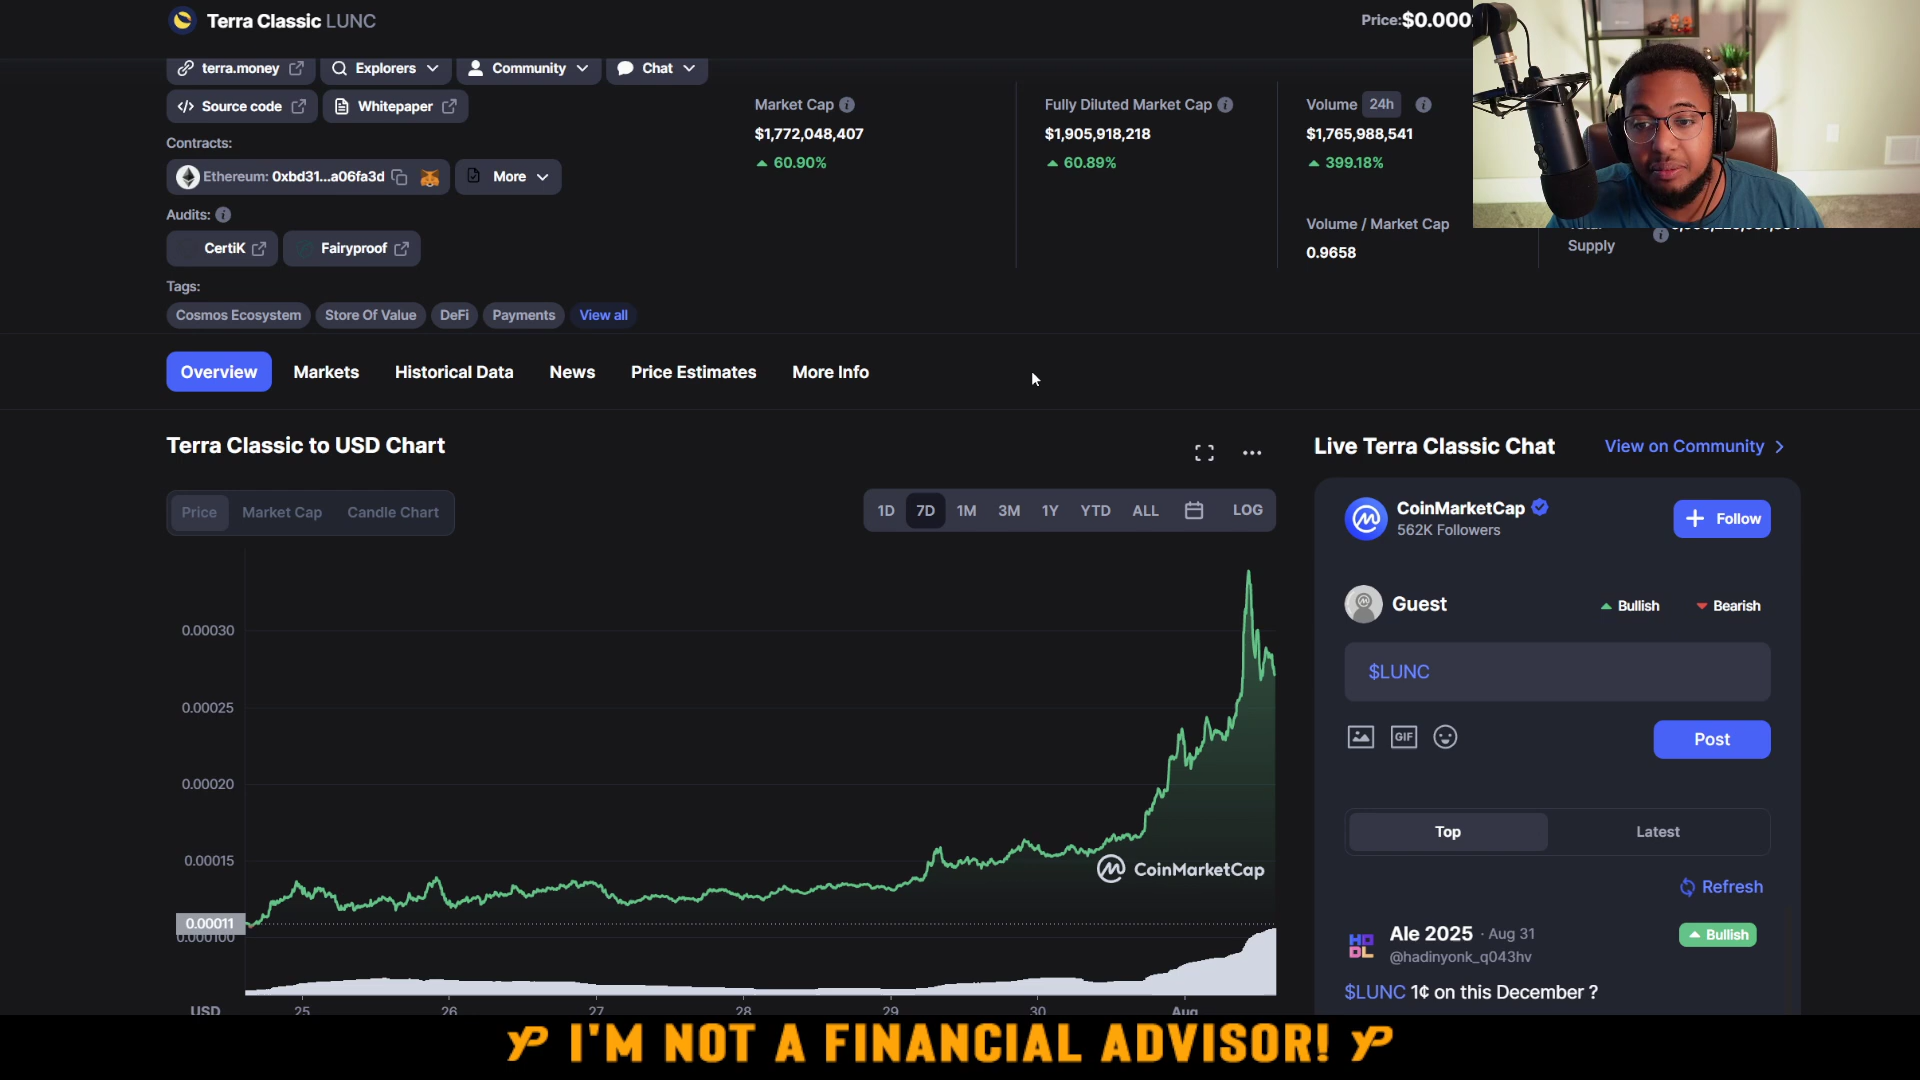 Terra Classic LUNC
Price:$0.000
terra.money
Explorers
Community
Chat
Source code
Whitepaper
Contracts:
Ethereum: 0xbd31...a06fa3d
More
Audits:
CertiK
Fairyproof
Tags:
Cosmos Ecosystem
Store Of Value
DeFi
Payments
View all
Market Cap
$1,772,048,407
60.90%
Fully Diluted Market Cap
$1,905,918,218
60.89%
Volume 24h
$1,765,988,541
399.18%
Volume / Market Cap
0.9658
Supply
Overview
Markets
Historical Data
News
Price Estimates
More Info
Terra Classic to USD Chart
Price
Market Cap
Candle Chart
1D
7D
1M
3M
1Y
YTD
ALL
LOG
0.00030
0.00025
0.00020
0.00015
0.00011
0.000100
CoinMarketCap
USD
25
26
27
28
29
30
Aug
Live Terra Classic Chat
View on Community
CoinMarketCap
562K Followers
+ Follow
Guest
Bullish
Bearish
$LUNC
GIF
Post
Top
Latest
Refresh
HODL
Ale 2025 · Aug 31
Bullish
@hadinyonk_q043hv
$LUNC 1¢ on this December ?
YP I'M NOT A FINANCIAL ADVISOR! YP